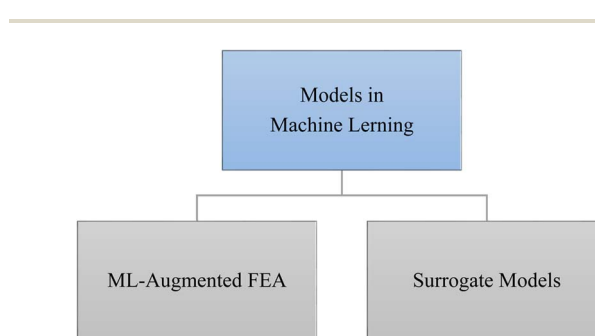 Models in
Machine Lerning
ML-Augmented FEA
Surrogate Models